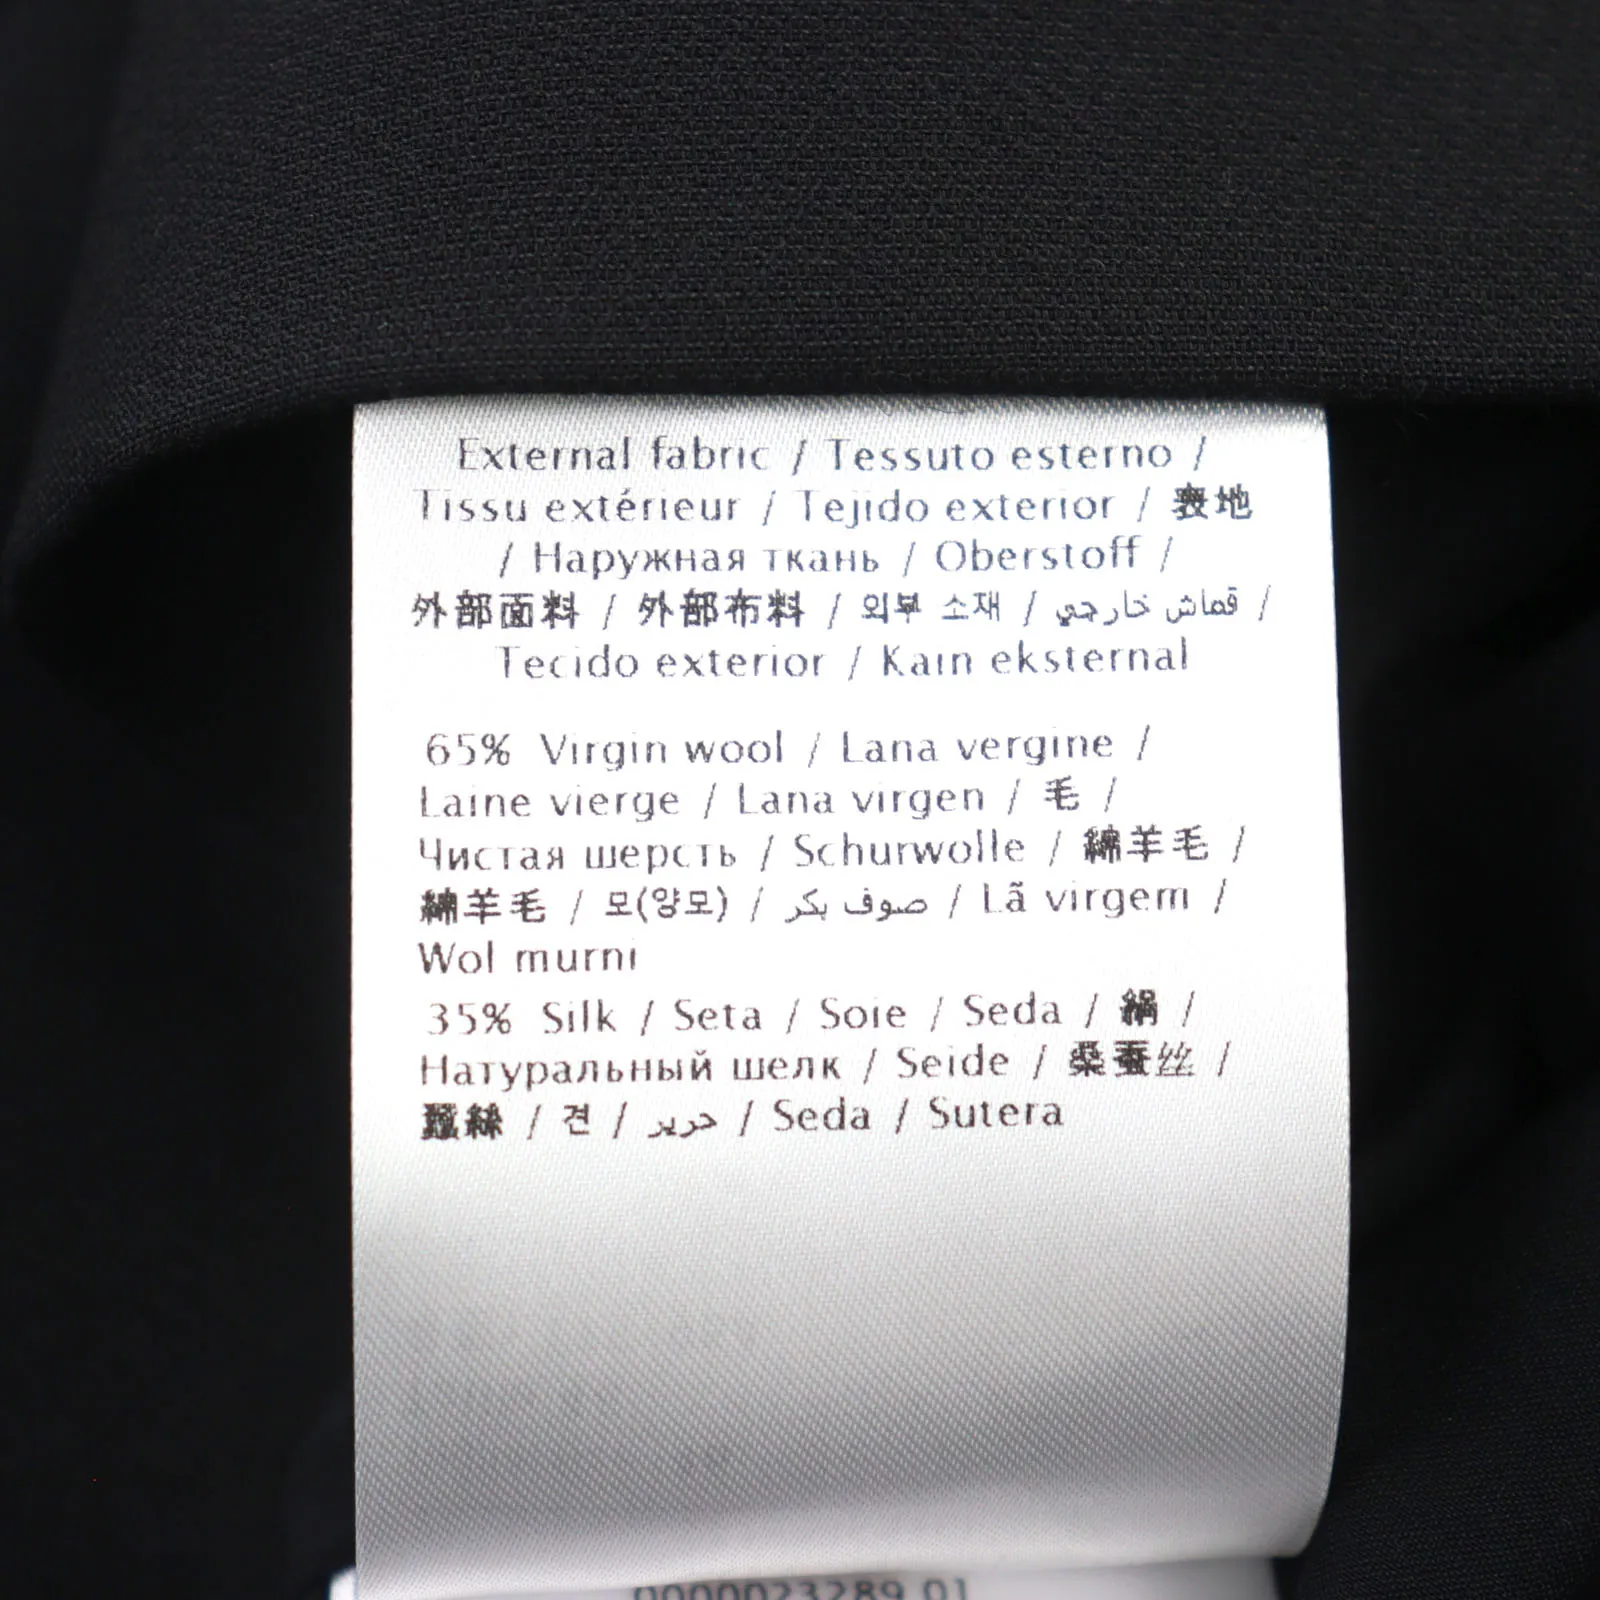 External fabric / Tessuto esterno /
Tissu extérieur / Tejido exterior / 表地
/ Наружная ткань / Oberstoff /
外部面料 / 外部布料 / 외부 소재 / قماش خارجي /
Tecido exterior / Kain eksternal
65% Virgin wool / Lana vergine /
Laine vierge / Lana virgen / 毛 /
Чистая шерсть / Schurwolle / 綿羊毛 /
綿羊毛 / 모(양모) / صوف بكر / Lã virgem /
Wol murni
35% Silk / Seta / Soie / Seda / 絹 /
Натуральный шелк / Seide / 桑蚕丝 /
蠶絲 / 견 / حرير / Seda / Sutera
0000023289 01